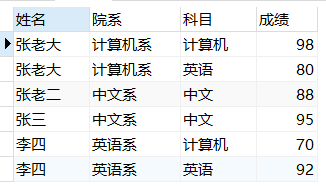 姓名 院系 科目 成绩
张老大 计算机系 计算机 98
张老大 计算机系 英语 80
张老二 中文系 中文 88
张三 中文系 中文 95
李四 英语系 计算机 70
李四 英语系 英语 92